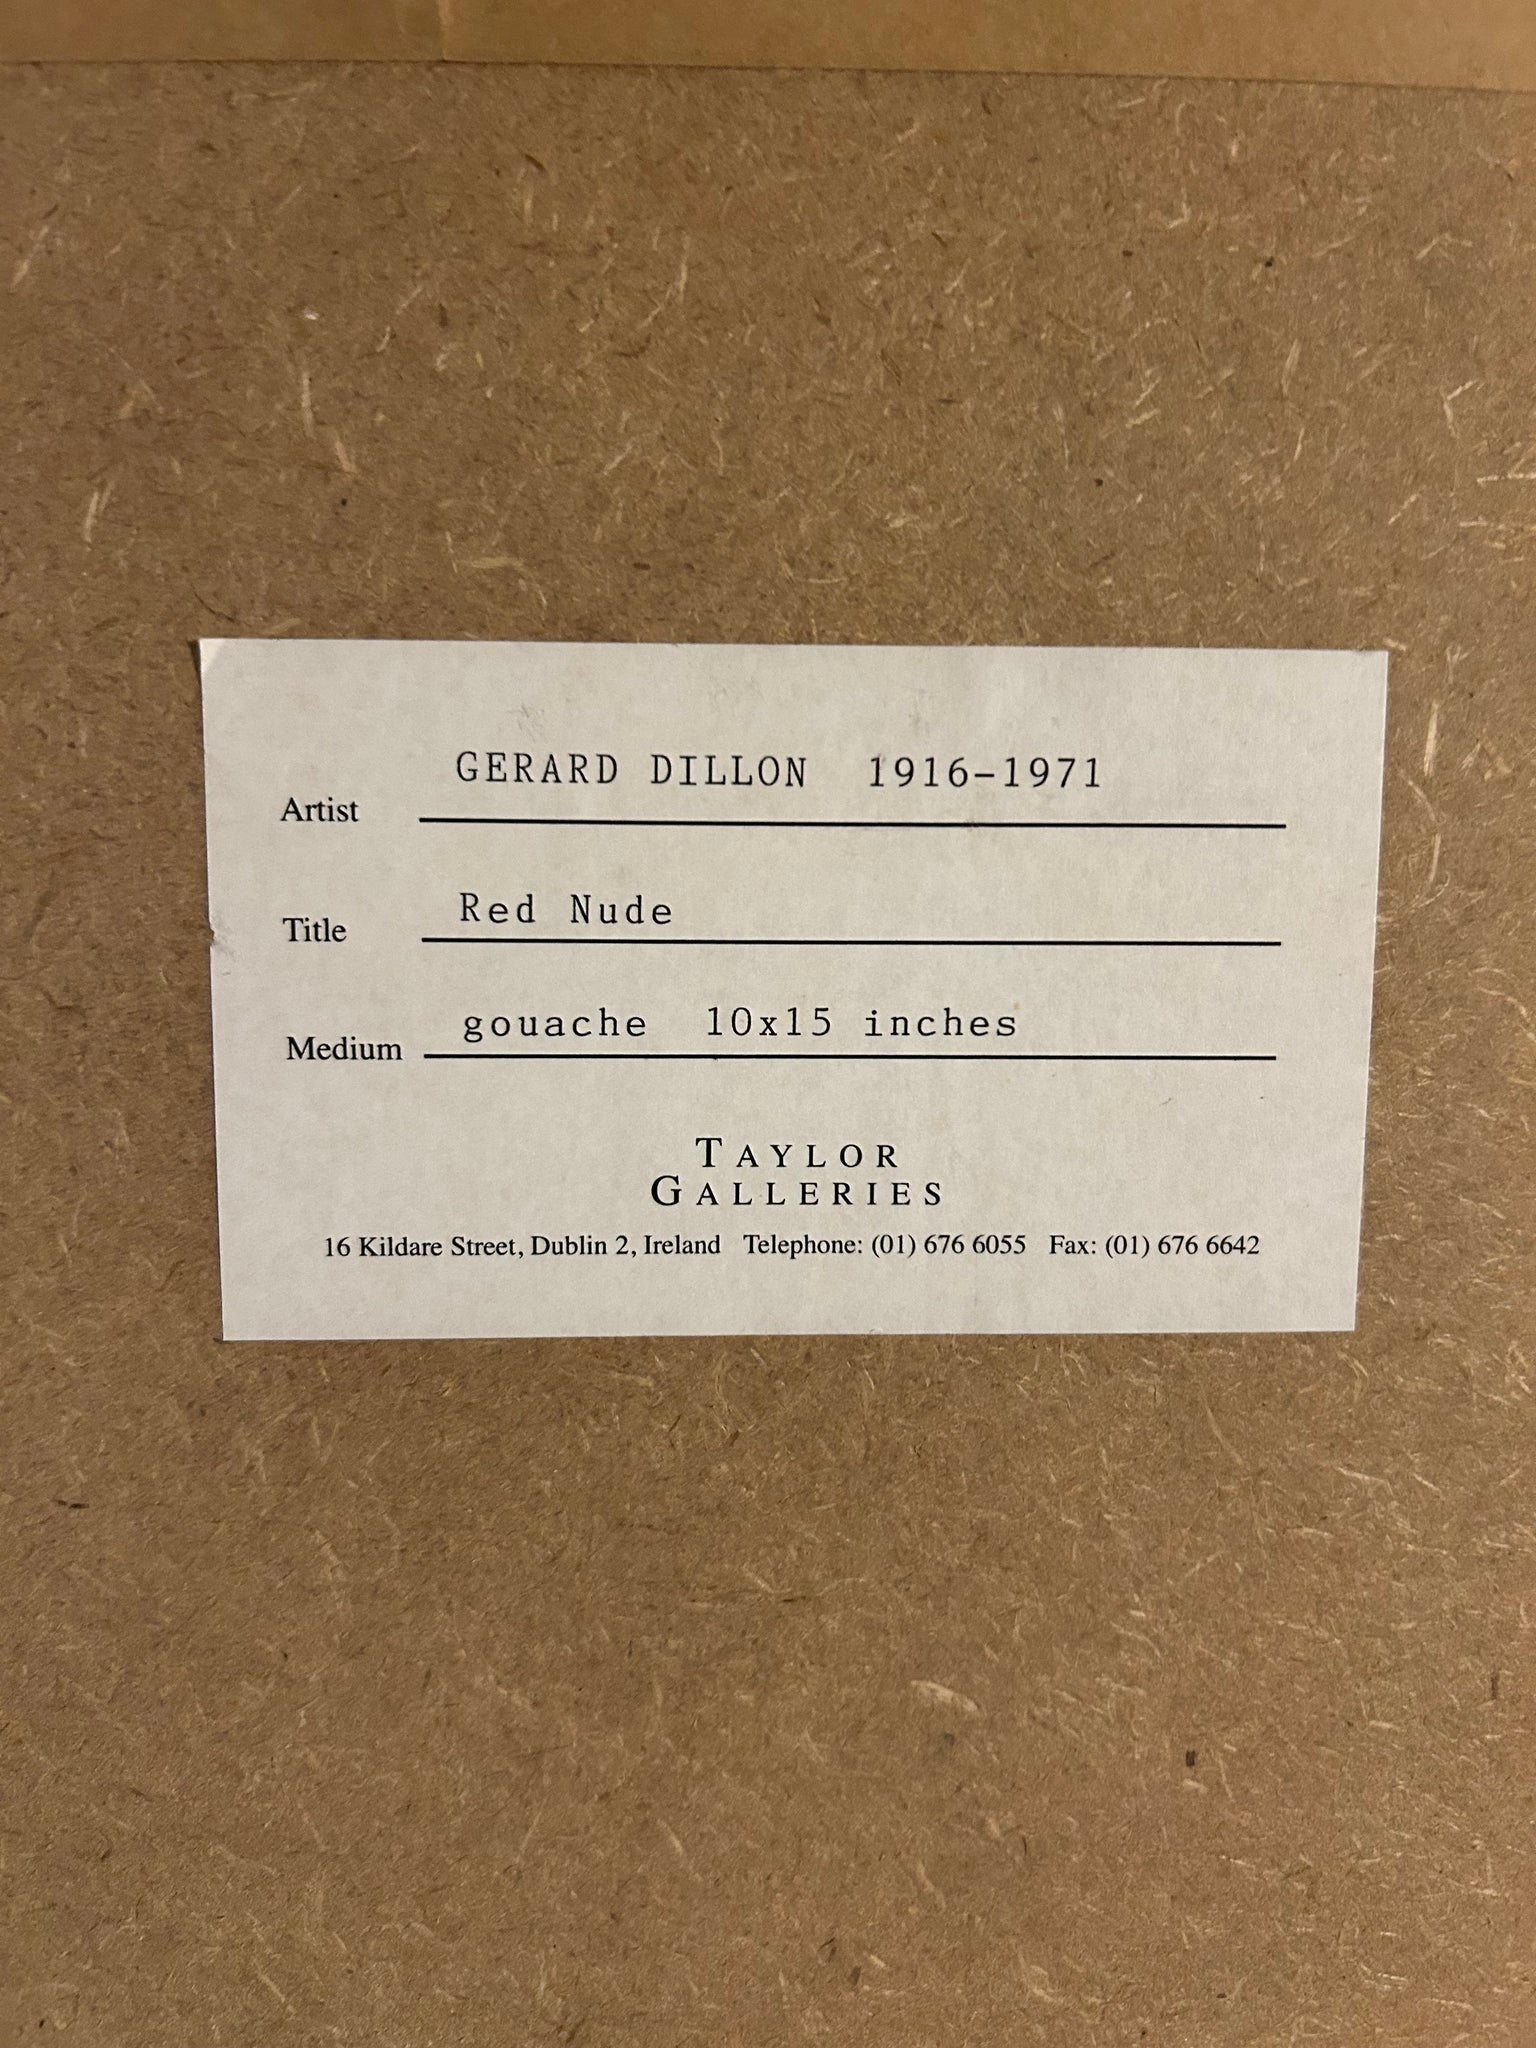 GERARD DILLON 1916-1971
Artist
Red Nude
Title
gouache 10x15 inches
Medium
TAYLOR
GALLERIES
16 Kildare Street, Dublin 2, Ireland Telephone: (01) 676 6055 Fax: (01) 676 6642